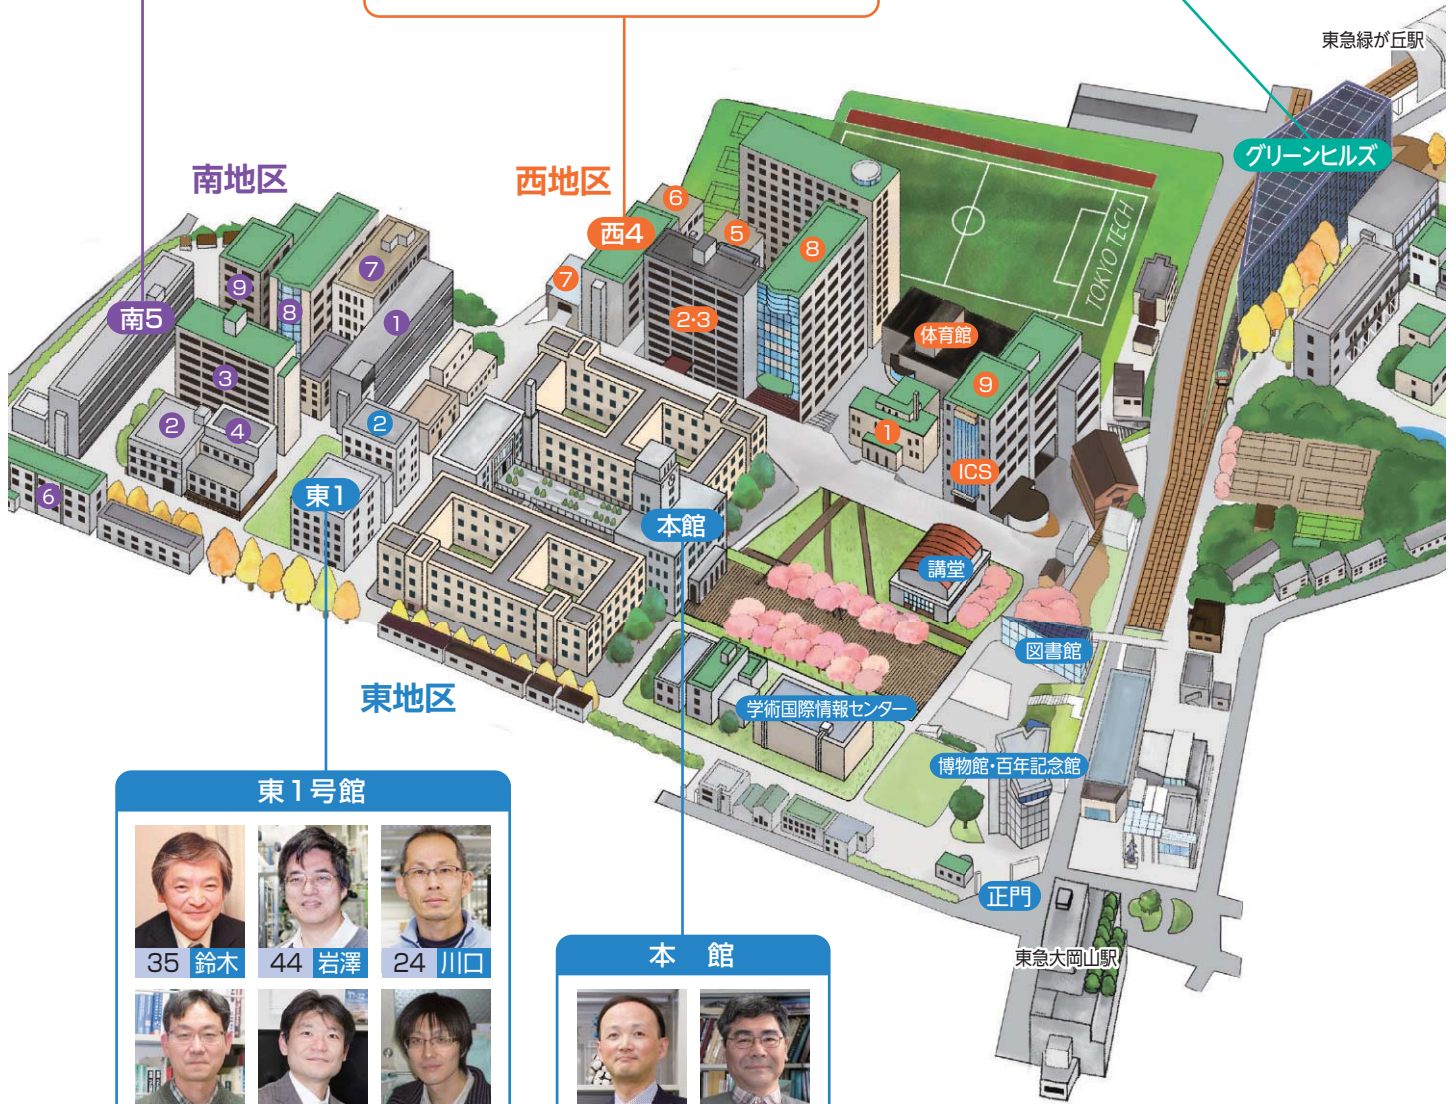 東急緑が丘駅
グリーンヒルズ
南地区
西地区
6
西4
5
8
7
TOKYO TECH
9
7
8
南5
1
2・3
体育館
3
9
2
4
2
1
ICS
6
東1
本館
講堂
図書館
東地区
学術国際情報センター
博物館・百年記念館
正門
東急大岡山駅
東1号館
35 鈴木
44 岩澤
24 川口
本 館